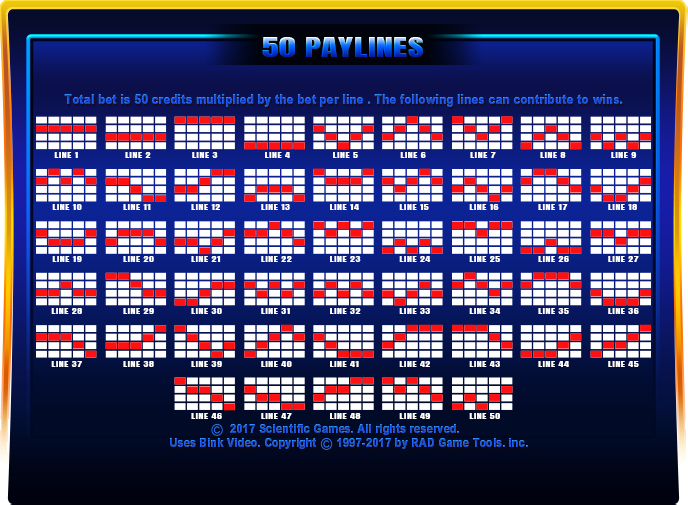 50 PAYLINES
Total bet is 50 credits multiplied by the bet per line . The following lines can contribute to wins.
LINE 1 LINE 2 LINE 3 LINE 4 LINE 5 LINE 6 LINE 7 LINE 8 LINE 9
LINE 10 LINE 11 LINE 12 LINE 13 LINE 14 LINE 15 LINE 16 LINE 17 LINE 18
LINE 19 LINE 20 LINE 21 LINE 22 LINE 23 LINE 24 LINE 25 LINE 26 LINE 27
LINE 28 LINE 29 LINE 30 LINE 31 LINE 32 LINE 33 LINE 34 LINE 35 LINE 36
LINE 37 LINE 38 LINE 39 LINE 40 LINE 41 LINE 42 LINE 43 LINE 44 LINE 45
LINE 46 LINE 47 LINE 48 LINE 49 LINE 50
© 2017 Scientific Games. All rights reserved.
Uses Bink Video. Copyright © 1997-2017 by RAD Game Tools. Inc.